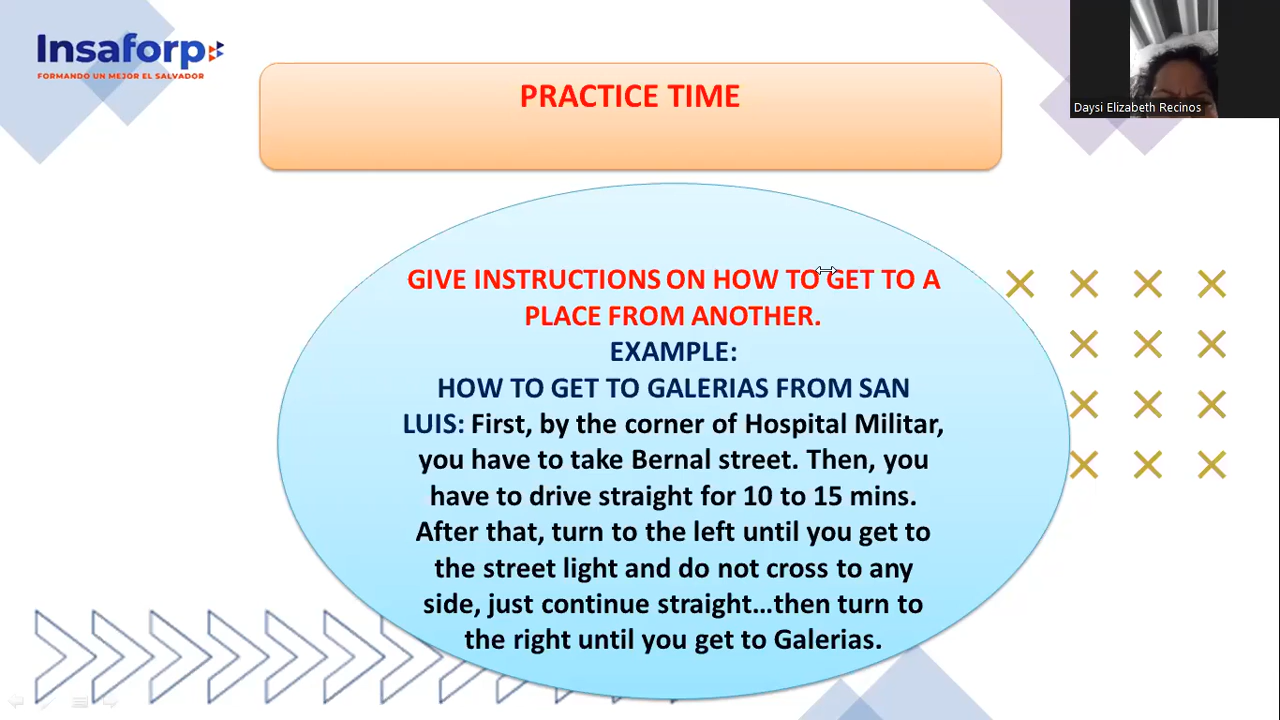 Insaforp
FORMANDO UN MEJOR EL SALVADOR
Daysi Elizabeth Recinos
PRACTICE TIME
GIVE INSTRUCTIONS ON HOW TO GET TO A
PLACE FROM ANOTHER.
EXAMPLE:
HOW TO GET TO GALERIAS FROM SAN
LUIS: First, by the corner of Hospital Militar,
you have to take Bernal street. Then, you
have to drive straight for 10 to 15 mins.
After that, turn to the left until you get to
the street light and do not cross to any
side, just continue straight...then turn to
the right until you get to Galerias.